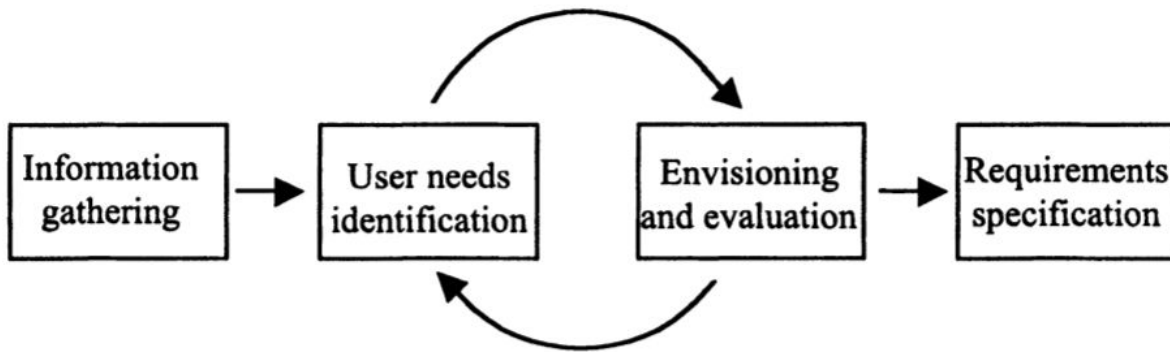 Information
gathering
User needs
identification
Envisioning
and evaluation
Requirements
specification